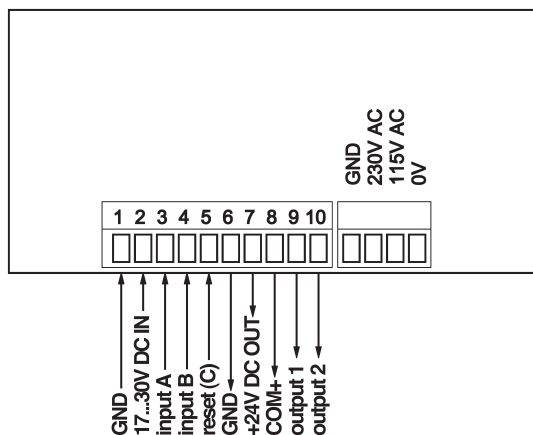 GND
230V AC
115V AC
0V
1 2 3 4 5 6 7 8 9 10
GND
17...30V DC IN
input A
input B
reset (C)
GND
+24V DC OUT
COM+
output 1
output 2